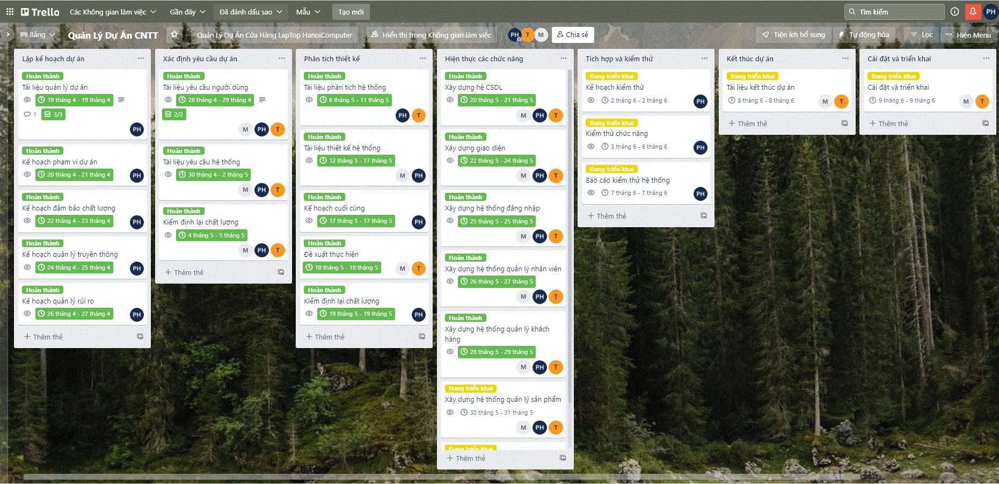 Trello
Các Không gian làm việc
Gần đây
Đã đánh dấu sao
Mẫu
Tạo mới
Tìm kiếm
PH
Bảng
Quản Lý Dự Án CNTT
Quản Lý Dự Án Cửa Hàng LapTop HanoiComputer
Hiển thị trong Không gian làm việc
PH T M
Chia sẻ
Tiện ích bổ sung
Tự động hóa
Lọc
Hiện Menu
Lập kế hoạch dự án
Hoàn thành
Tài liệu quản lý dự án
19 tháng 4 - 19 tháng 4
1 3/3
PH
Hoàn thành
Kế hoạch phạm vi dự án
20 tháng 4 - 21 tháng 4
PH
Hoàn thành
Kế hoạch đảm bảo chất lượng
22 tháng 4 - 23 tháng 4
PH
Hoàn thành
Kế hoạch quản lý truyền thông
24 tháng 4 - 25 tháng 4
PH
Hoàn thành
Kế hoạch quản lý rủi ro
26 tháng 4 - 27 tháng 4
PH
Thêm thẻ
Xác định yêu cầu dự án
Hoàn thành
Tài liệu yêu cầu người dùng
28 tháng 4 - 29 tháng 4
2/2
M PH T
Hoàn thành
Tài liệu yêu cầu hệ thống
30 tháng 4 - 2 tháng 5
M PH T
Hoàn thành
Kiểm định lại chất lượng
4 tháng 5 - 5 tháng 5
M PH T
Thêm thẻ
Phân tích thiết kế
Hoàn thành
Tài liệu phân tích hệ thống
6 tháng 5 - 11 tháng 5
PH T
Hoàn thành
Tài liệu thiết kế hệ thống
12 tháng 5 - 17 tháng 5
M PH
Hoàn thành
Kế hoạch cuối cùng
17 tháng 5 - 17 tháng 5
PH
Hoàn thành
Đề xuất thực hiện
18 tháng 5 - 18 tháng 5
M T
Hoàn thành
Kiểm định lại chất lượng
19 tháng 5 - 19 tháng 5
PH
Thêm thẻ
Hiện thực các chức năng
Hoàn thành
Xây dựng hệ CSDL
20 tháng 5 - 21 tháng 5
M PH T
Hoàn thành
Xây dựng giao diện
22 tháng 5 - 24 tháng 5
M PH T
Hoàn thành
Xây dựng hệ thống đăng nhập
25 tháng 5 - 25 tháng 5
M PH T
Hoàn thành
Xây dựng hệ thống quản lý nhân viên
26 tháng 5 - 27 tháng 5
M PH T
Hoàn thành
Xây dựng hệ thống quản lý khách
hàng
28 tháng 5 - 29 tháng 5
M PH T
Đang triển khai
Xây dựng hệ thống quản lý sản phẩm
30 tháng 5 - 31 tháng 5
M PH T
Đang triển khai
Thêm thẻ
Tích hợp và kiểm thử
Đang triển khai
Kế hoạch kiểm thử
2 tháng 6 - 2 tháng 6
PH
Đang triển khai
Kiểm thử chức năng
3 tháng 6 - 6 tháng 6
PH
Đang triển khai
Báo cáo kiểm thử hệ thống
7 tháng 6 - 7 tháng 6
PH
Thêm thẻ
Kết thúc dự án
Đang triển khai
Tài liệu kết thúc dự án
8 tháng 6 - 8 tháng 6
M T
Thêm thẻ
Cài đặt và triển khai
Đang triển khai
Cài đặt và triển khai
9 tháng 6 - 9 tháng 6
M T
Thêm thẻ